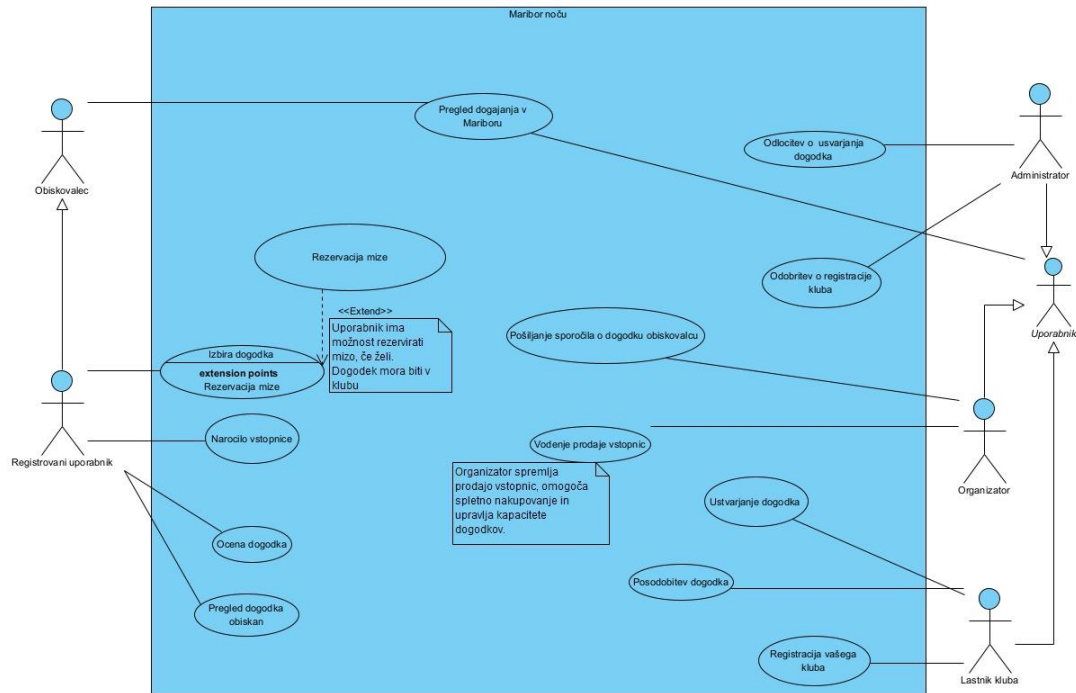 Maribor noču
Pregled dogajanja v
Mariboru
Odlocitev o usvarjanja
dogodka
Administrator
Obiskovalec
Rezervacija mize
Odobritev o registracije
kluba
<<Extend>>
Uporabnik ima
možnost rezervirati
mizo, če želi.
Dogodek mora biti v
klubu
Izbira dogodka
extension points
Rezervacija mize
Pošiljanje sporočila o dogodku obiskovalcu
Uporabnik
Registrovani uporabnik
Narocilo vstopnice
Vodenje prodaje vstopnic
Organizator spremlja
prodajo vstopnic, omogoča
spletno nakupovanje in
upravlja kapacitete
dogodkov.
Organizator
Ustvarjanje dogodka
Ocena dogodka
Posodobitev dogodka
Pregled dogodka
obiskan
Registracija vašega
kluba
Lastnik kluba